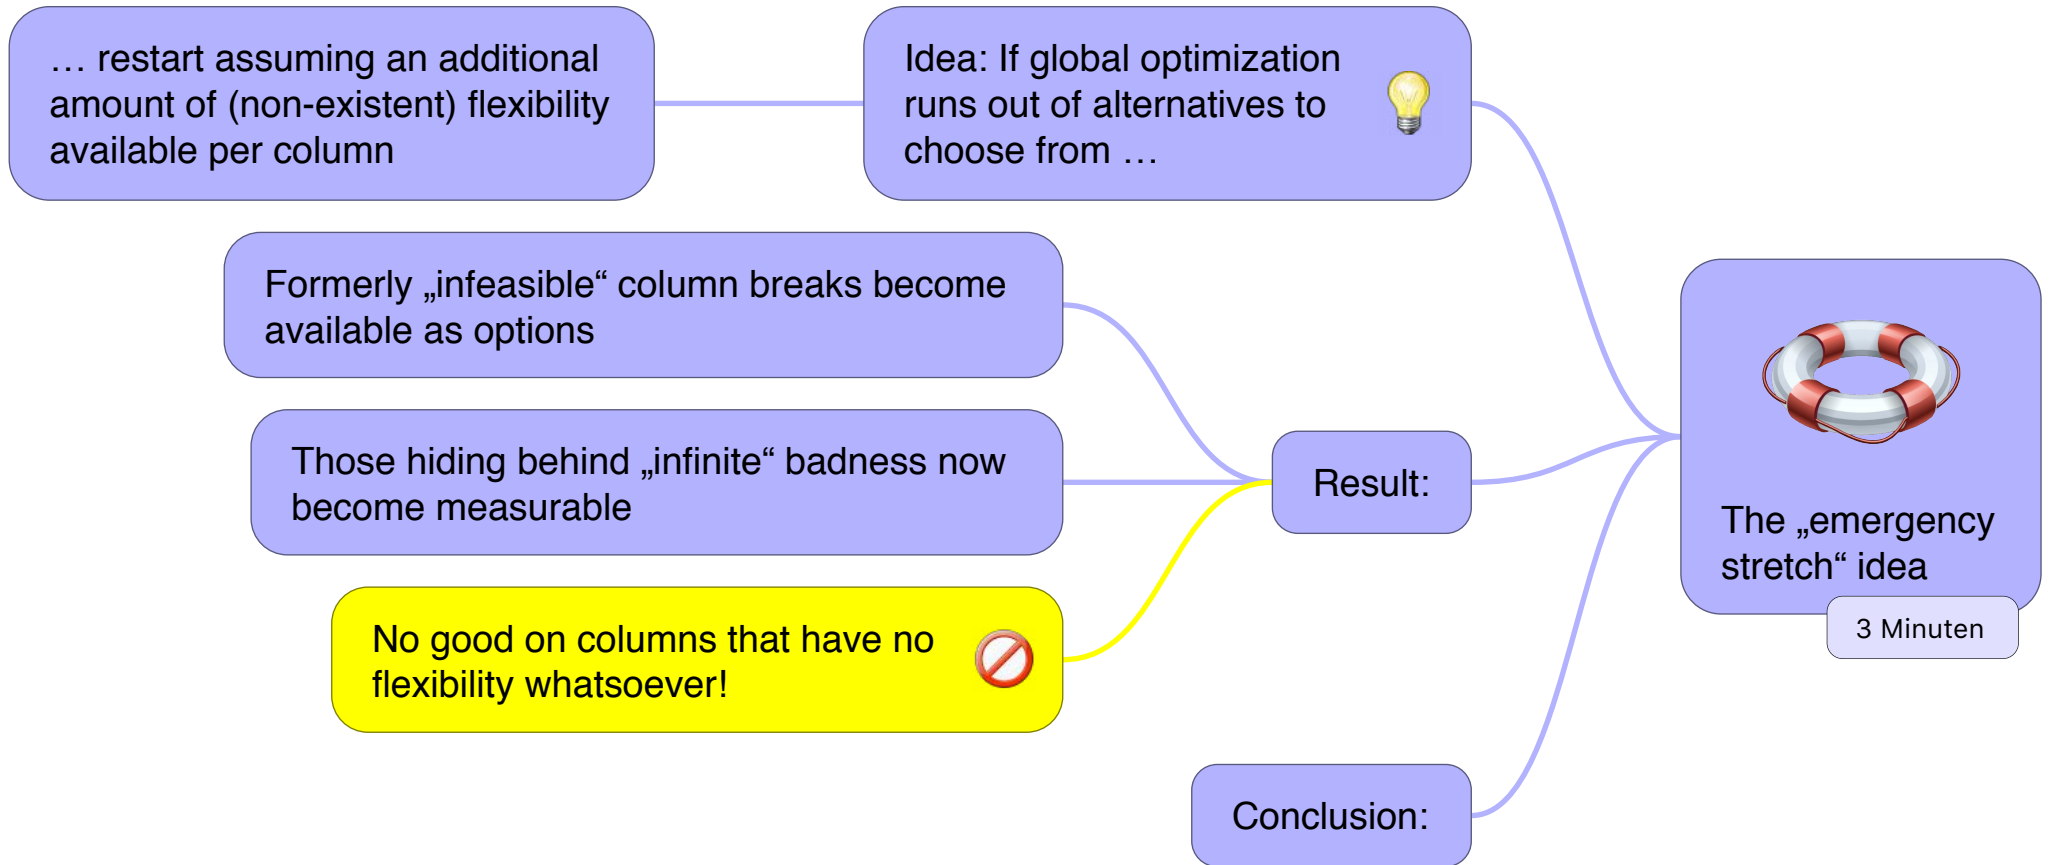 … restart assuming an additional
amount of (non-existent) flexibility
available per column
Idea: If global optimization
runs out of alternatives to
choose from …
Formerly „infeasible“ column breaks become
available as options
Those hiding behind „infinite“ badness now
become measurable
No good on columns that have no
flexibility whatsoever!
Result:
Conclusion:
The „emergency
stretch“ idea
3 Minuten